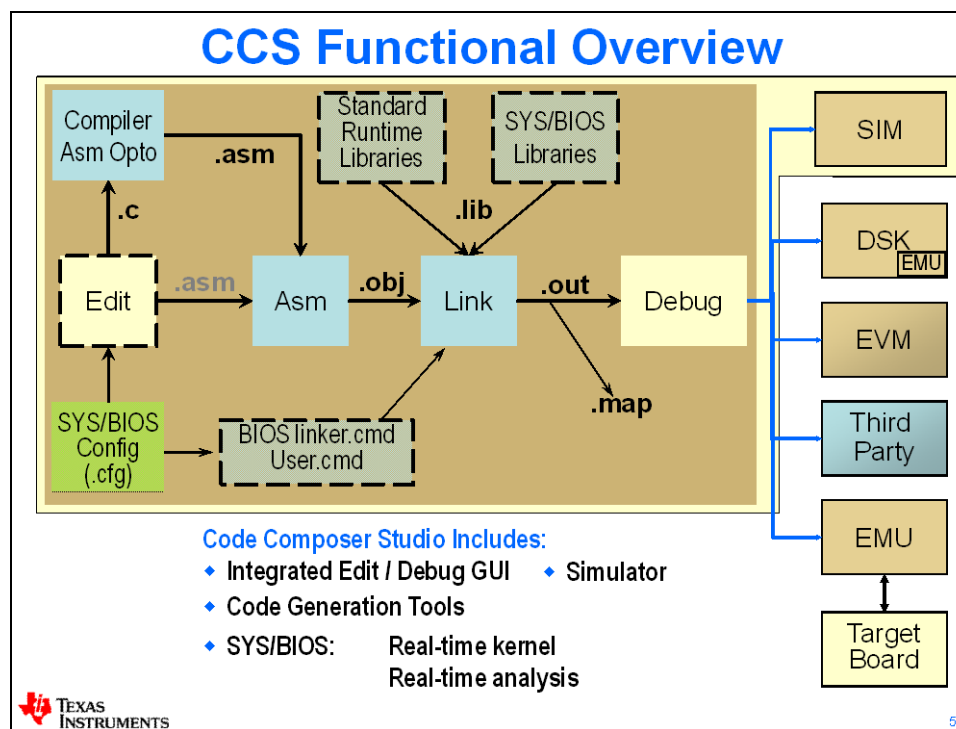 CCS Functional Overview
Compiler
Asm Opto
.asm
Standard
Runtime
Libraries
SYS/BIOS
Libraries
SIM
.c
.lib
DSK
EMU
Edit
.asm
Asm
.obj
Link
.out
Debug
EVM
.map
SYS/BIOS
Config
(.cfg)
BIOS linker.cmd
User.cmd
Third
Party
EMU
Target
Board
Code Composer Studio Includes:
Integrated Edit / Debug GUI
Simulator
Code Generation Tools
SYS/BIOS: Real-time kernel
Real-time analysis
TEXAS
INSTRUMENTS
5